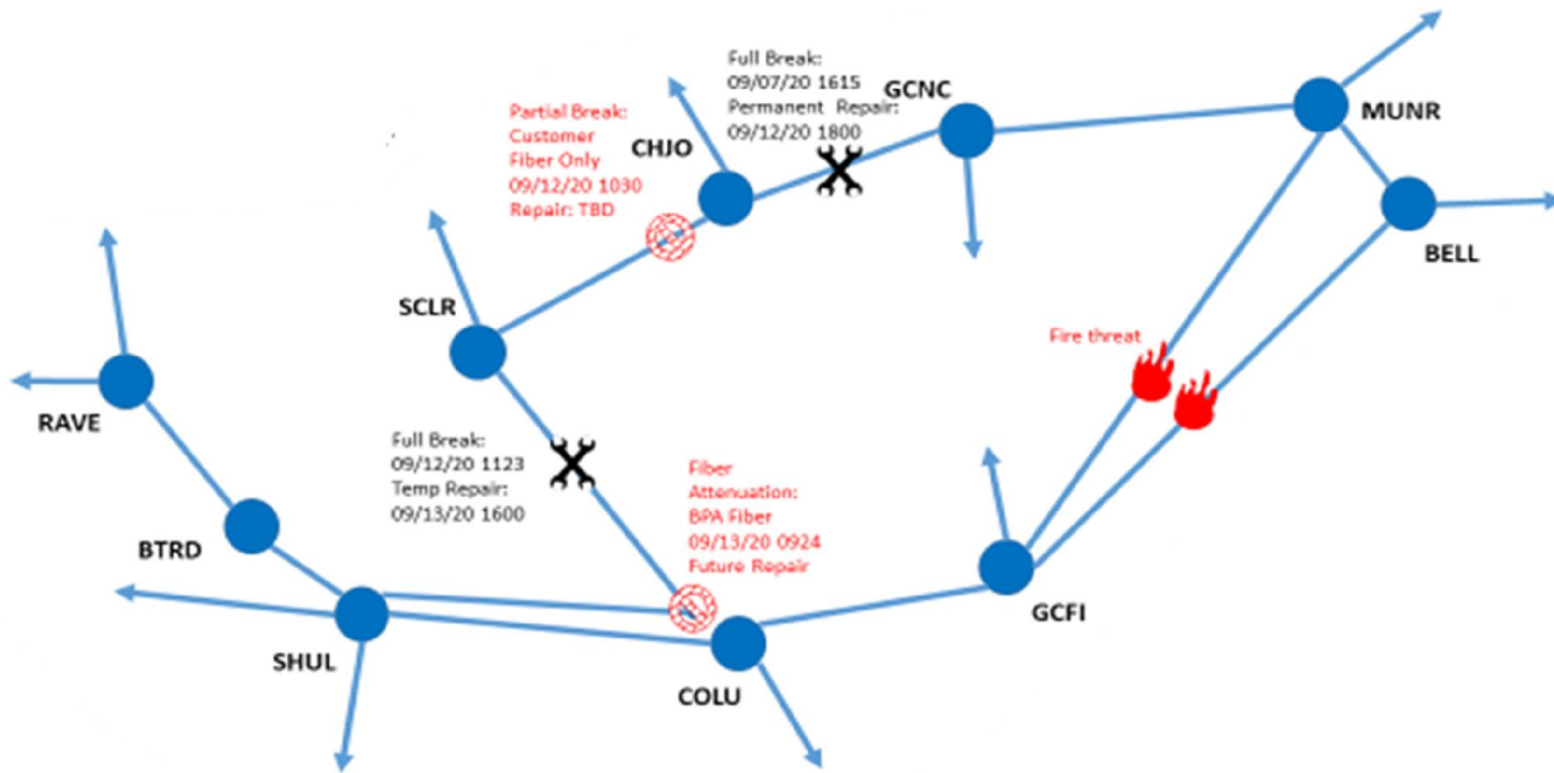 Full Break:
09/07/20 1615
Permanent Repair:
09/12/20 1800
GCNC
MUNR
Partial Break:
Customer
Fiber Only
09/12/20 1030
Repair: TBD
CHJO
BELL
SCLR
Fire threat
RAVE
Full Break:
09/12/20 1123
Temp Repair:
09/13/20 1600
Fiber
Attenuation:
BPA Fiber
09/13/20 0924
Future Repair
BTRD
GCFI
SHUL
COLU